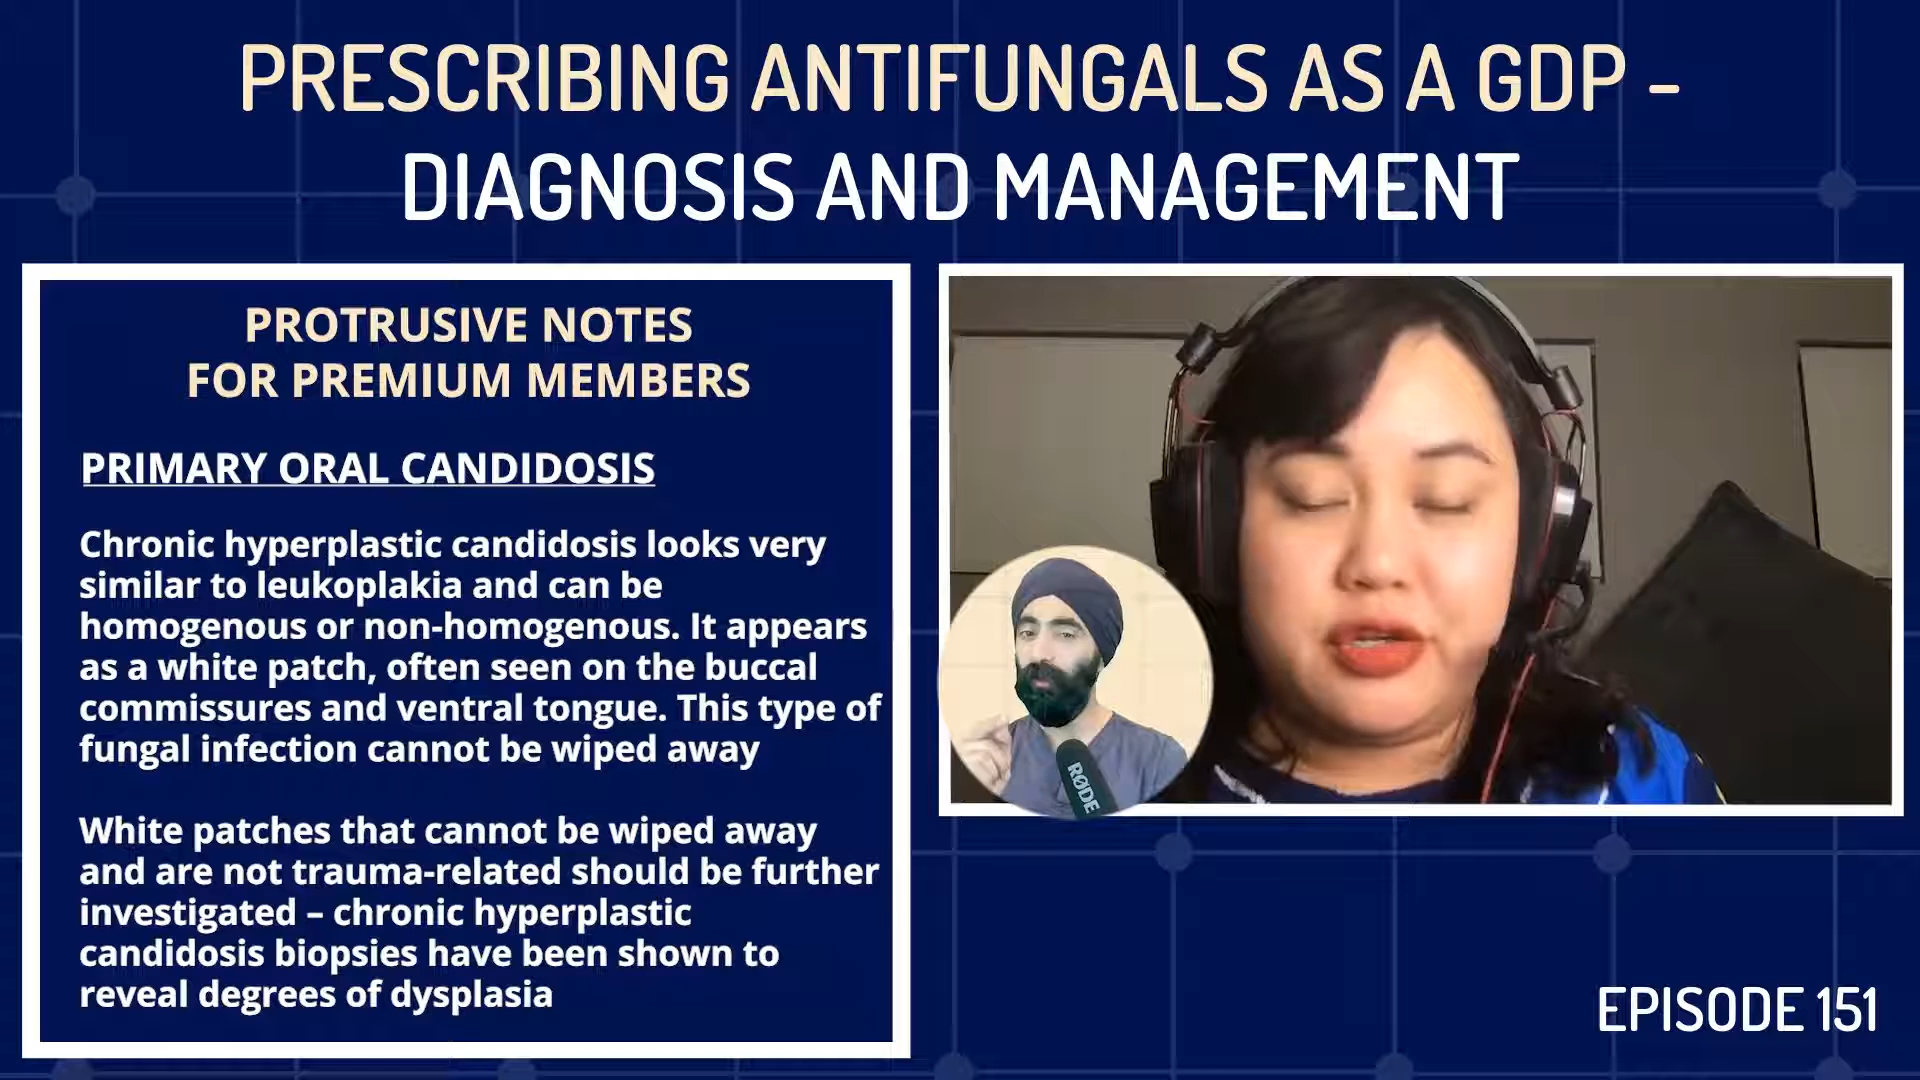 PRESCRIBING ANTIFUNGALS AS A GDP –
DIAGNOSIS AND MANAGEMENT
PROTRUSIVE NOTES
FOR PREMIUM MEMBERS
PRIMARY ORAL CANDIDOSIS
Chronic hyperplastic candidosis looks very
similar to leukoplakia and can be
homogenous or non-homogenous. It appears
as a white patch, often seen on the buccal
commissures and ventral tongue. This type of
fungal infection cannot be wiped away
White patches that cannot be wiped away
and are not trauma-related should be further
investigated – chronic hyperplastic
candidosis biopsies have been shown to
reveal degrees of dysplasia
RØDE
EPISODE 151